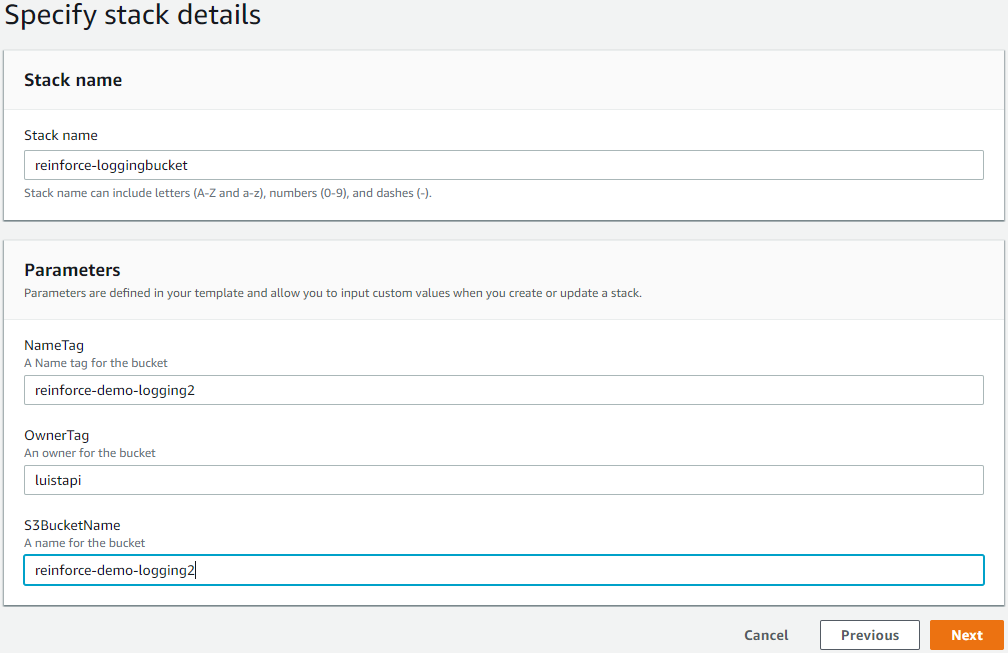 Specify stack details
Stack name
Stack name
reinforce-loggingbucket
Stack name can include letters (A-Z and a-z), numbers (0-9), and dashes (-).
Parameters
Parameters are defined in your template and allow you to input custom values when you create or update a stack.
NameTag
A Name tag for the bucket
reinforce-demo-logging2
OwnerTag
An owner for the bucket
luistapi
S3BucketName
A name for the bucket
reinforce-demo-logging2
Cancel Previous Next